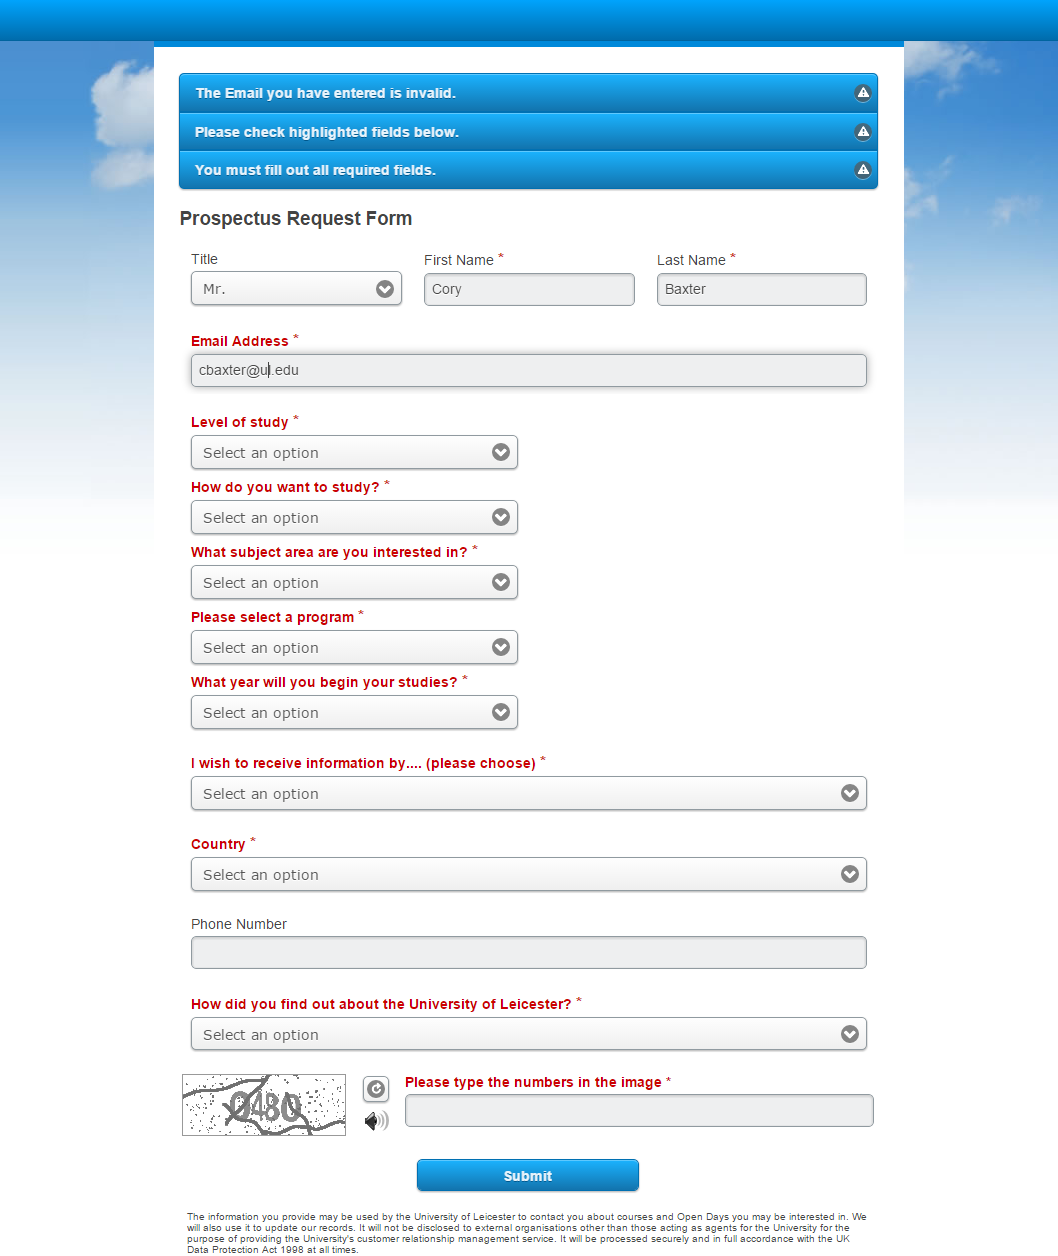 The Email you have entered is invalid.
Please check highlighted fields below.
You must fill out all required fields.
Prospectus Request Form
Title
First Name *
Last Name *
Mr.
Cory
Baxter
Email Address *
cbaxter@ul.edu
Level of study *
Select an option
How do you want to study? *
Select an option
What subject area are you interested in? *
Select an option
Please select a program *
Select an option
What year will you begin your studies? *
Select an option
I wish to receive information by.... (please choose) *
Select an option
Country *
Select an option
Phone Number
How did you find out about the University of Leicester? *
Select an option
0480
Please type the numbers in the image *
Submit
The information you provide may be used by the University of Leicester to contact you about courses and Open Days you may be interested in. We
will also use it to update our records. It will not be disclosed to external organisations other than those acting as agents for the University for the
purpose of providing the University's customer relationship management service. It will be processed securely and in full accordance with the UK
Data Protection Act 1998 at all times.